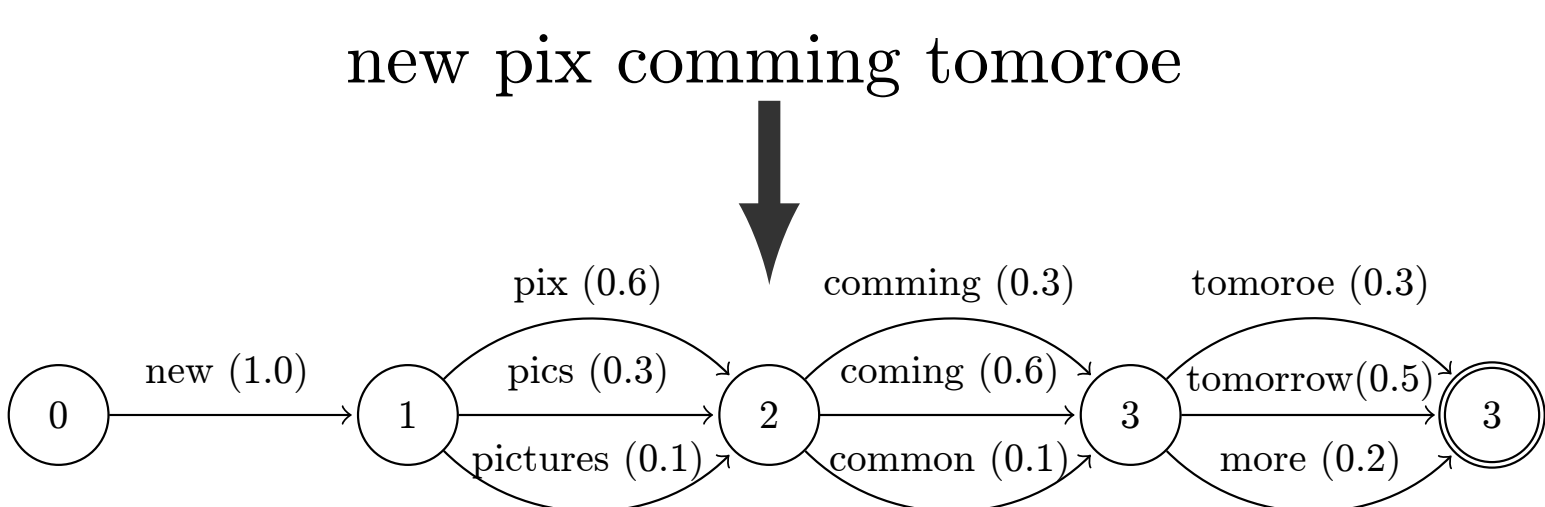 new pix comming tomoroe
pix (0.6) comming (0.3) tomoroe (0.3)
new (1.0) pics (0.3) coming (0.6) tomorrow(0.5)
0 1 2 3 3
pictures (0.1) common (0.1) more (0.2)